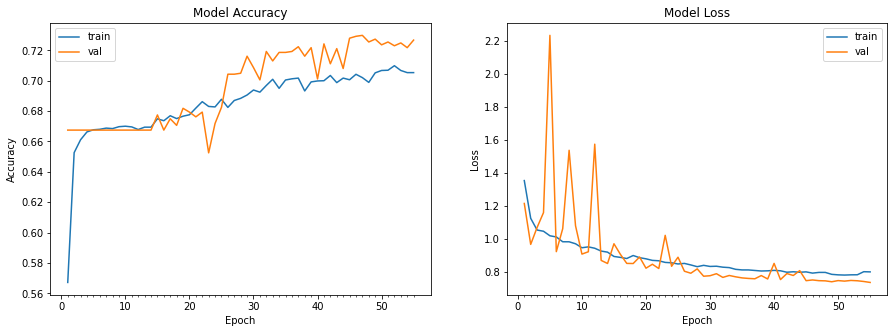 Model Accuracy
train
val
0.72
0.70
0.68
0.66
0.64
0.62
0.60
0.58
0.56
Accuracy
0
10
20
30
40
50
Epoch
Model Loss
train
val
2.2
2.0
1.8
1.6
1.4
1.2
1.0
0.8
Loss
0
10
20
30
40
50
Epoch